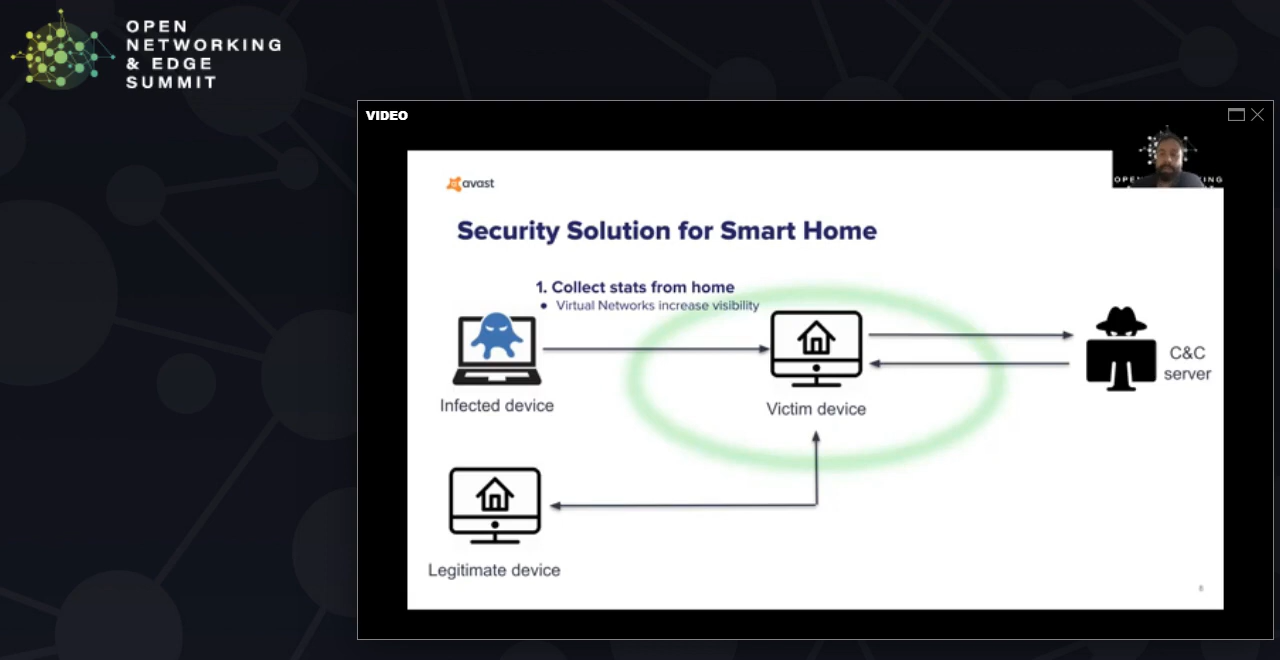 OPEN
NETWORKING
& EDGE
SUMMIT
VIDEO
avast
Security Solution for Smart Home
1. Collect stats from home
• Virtual Networks increase visibility
Infected device
Victim device
C&C
server
Legitimate device